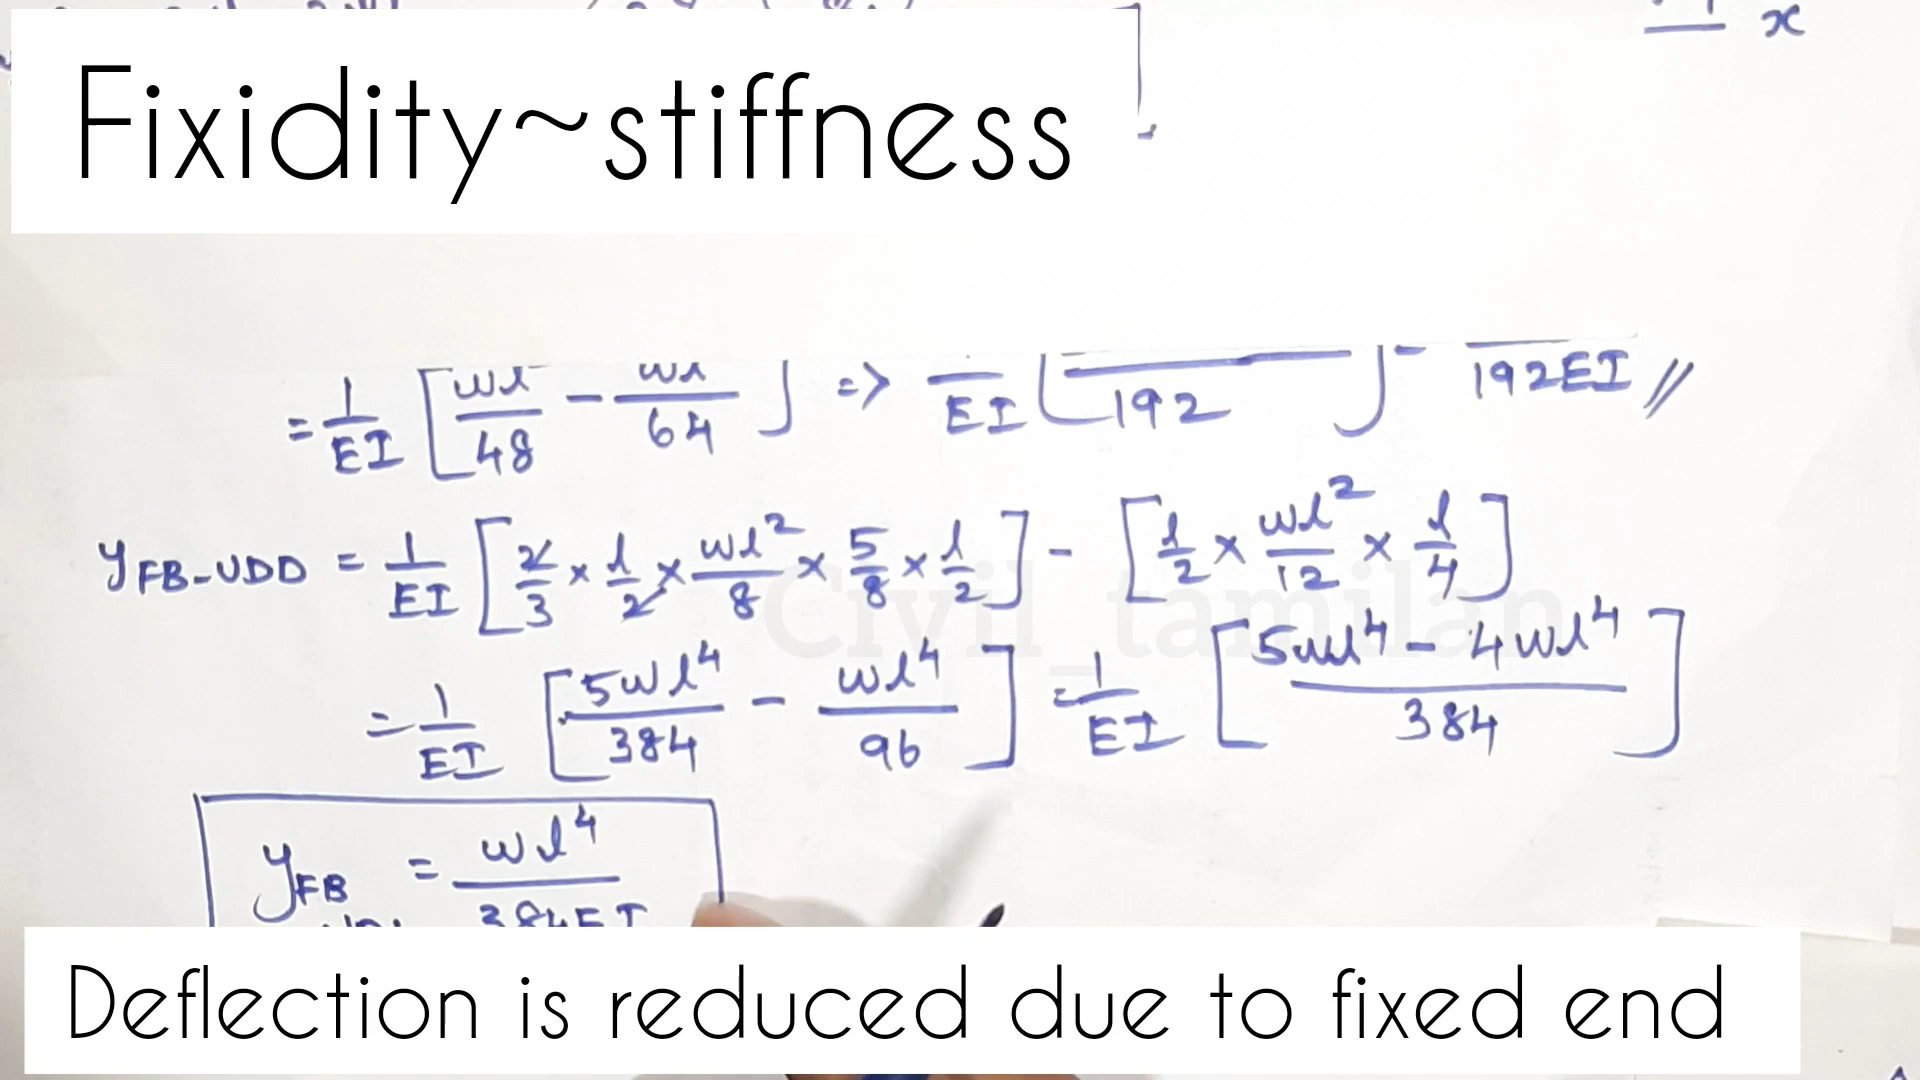 x
Fixidity~stiffness
= 1/EI [wl/48 - wl/64] => /EI [ /192] - /192EI //
yFB-UDD = 1/EI [2/3 × l/2 × wl²/8 × 5/8 × l/2] - [l/2 × wl²/12 × l/4]
Civil_tamilan
= 1/EI [5wl⁴/384 - wl⁴/96] = 1/EI [5wl⁴ - 4wl⁴/384]
yFB = wl⁴/384EI
Deflection is reduced due to fixed end